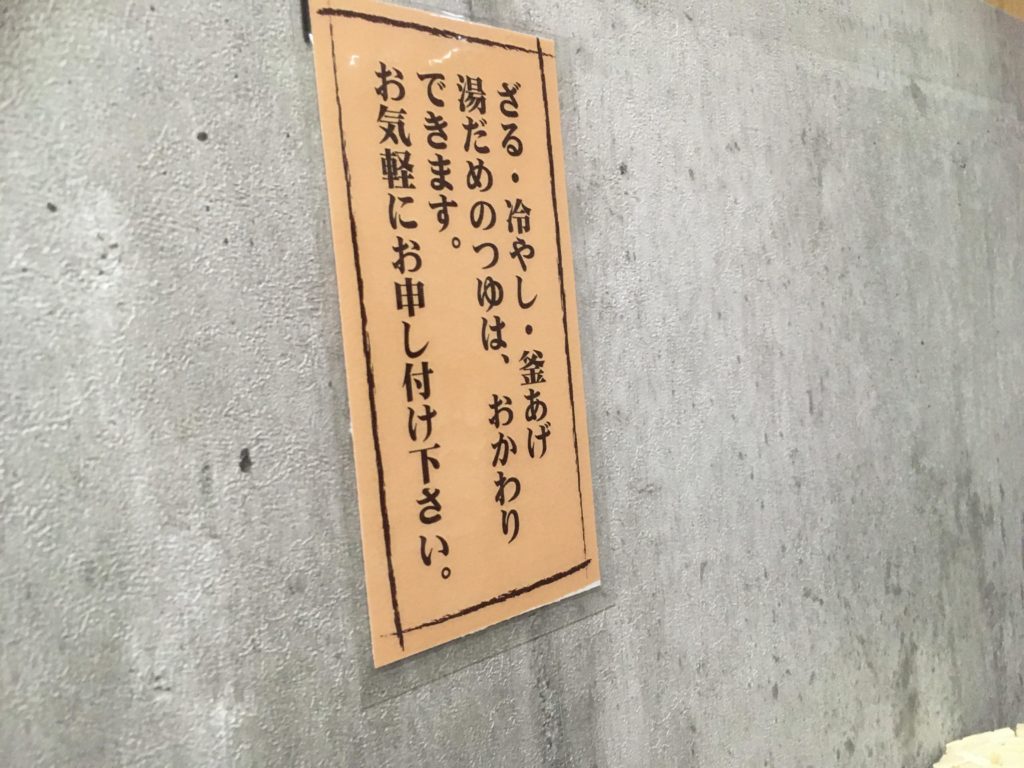 ざる・冷やし・釜あげ
湯だめのつゆは、おかわり
できます。
お気軽にお申し付け下さい。